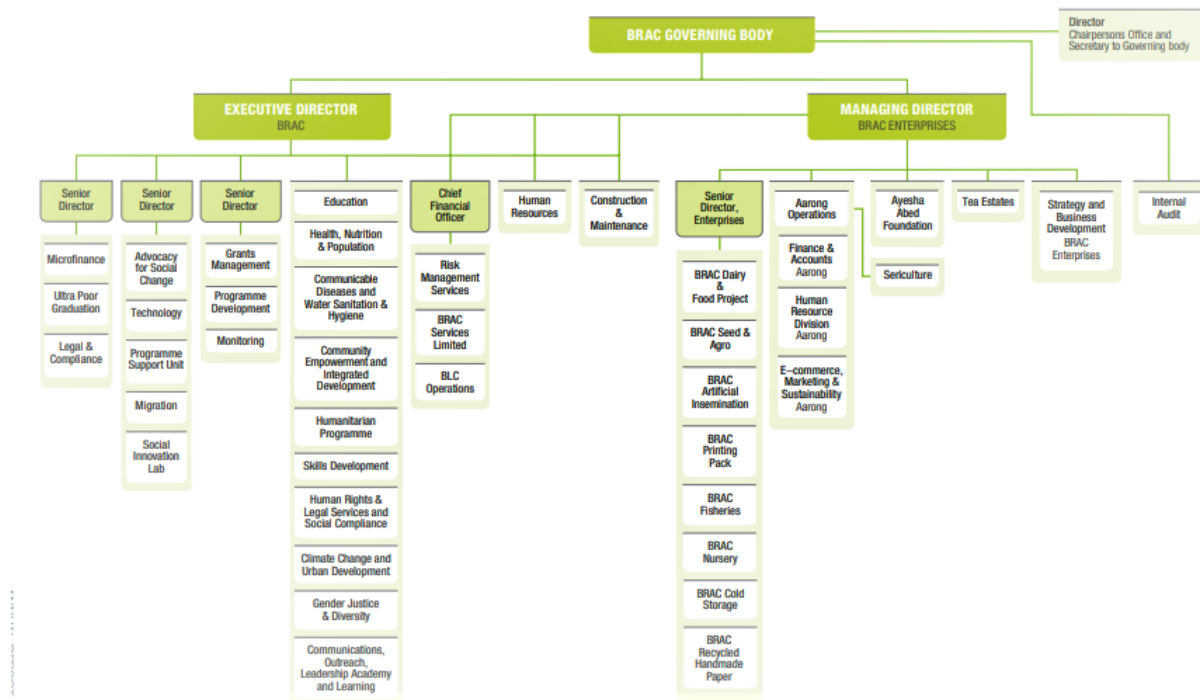 BRAC GOVERNING BODY
Director
Chairpersons Office and
Secretary to Governing body
EXECUTIVE DIRECTOR
BRAC
MANAGING DIRECTOR
BRAC ENTERPRISES
Senior
Director
Microfinance
Ultra Poor
Graduation
Legal &
Compliance
Senior
Director
Advocacy
for Social
Change
Technology
Programme
Support Unit
Migration
Social
Innovation
Lab
Senior
Director
Grants
Management
Programme
Development
Monitoring
Education
Health, Nutrition
& Population
Communicable
Diseases and
Water Sanitation &
Hygiene
Community
Empowerment and
Integrated
Development
Humanitarian
Programme
Skills Development
Human Rights &
Legal Services and
Social Compliance
Climate Change and
Urban Development
Gender Justice
& Diversity
Communications,
Outreach,
Leadership Academy
and Learning
Chief
Financial
Officer
Risk
Management
Services
BRAC
Services
Limited
BLC
Operations
Human
Resources
Construction
&
Maintenance
Senior
Director,
Enterprises
BRAC Dairy
&
Food Project
BRAC Seed &
Agro
BRAC
Artificial
Insemination
BRAC
Printing
Pack
BRAC
Fisheries
BRAC
Nursery
BRAC Cold
Storage
BRAC
Recycled
Handmade
Paper
Aarong
Operations
Finance &
Accounts
Aarong
Human
Resource
Division
Aarong
E–commerce,
Marketing &
Sustainability
Aarong
Ayesha
Abed
Foundation
Sericulture
Tea Estates
Strategy and
Business
Development
BRAC
Enterprises
Internal
Audit